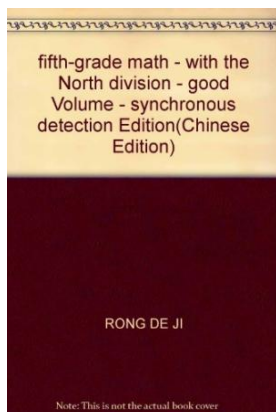 fifth-grade math - with the
North division - good
Volume - synchronous
detection Edition(Chinese
Edition)
RONG DE JI
Note: This is not the actual book cover